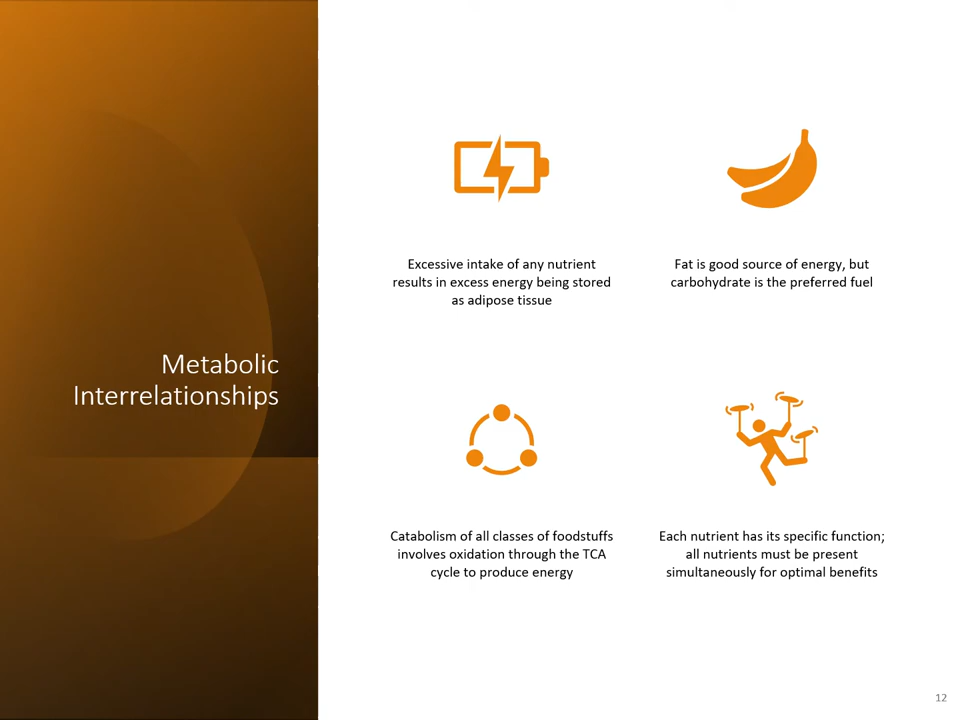 Metabolic
Interrelationships
Excessive intake of any nutrient
results in excess energy being stored
as adipose tissue
Fat is good source of energy, but
carbohydrate is the preferred fuel
Catabolism of all classes of foodstuffs
involves oxidation through the TCA
cycle to produce energy
Each nutrient has its specific function;
all nutrients must be present
simultaneously for optimal benefits
12